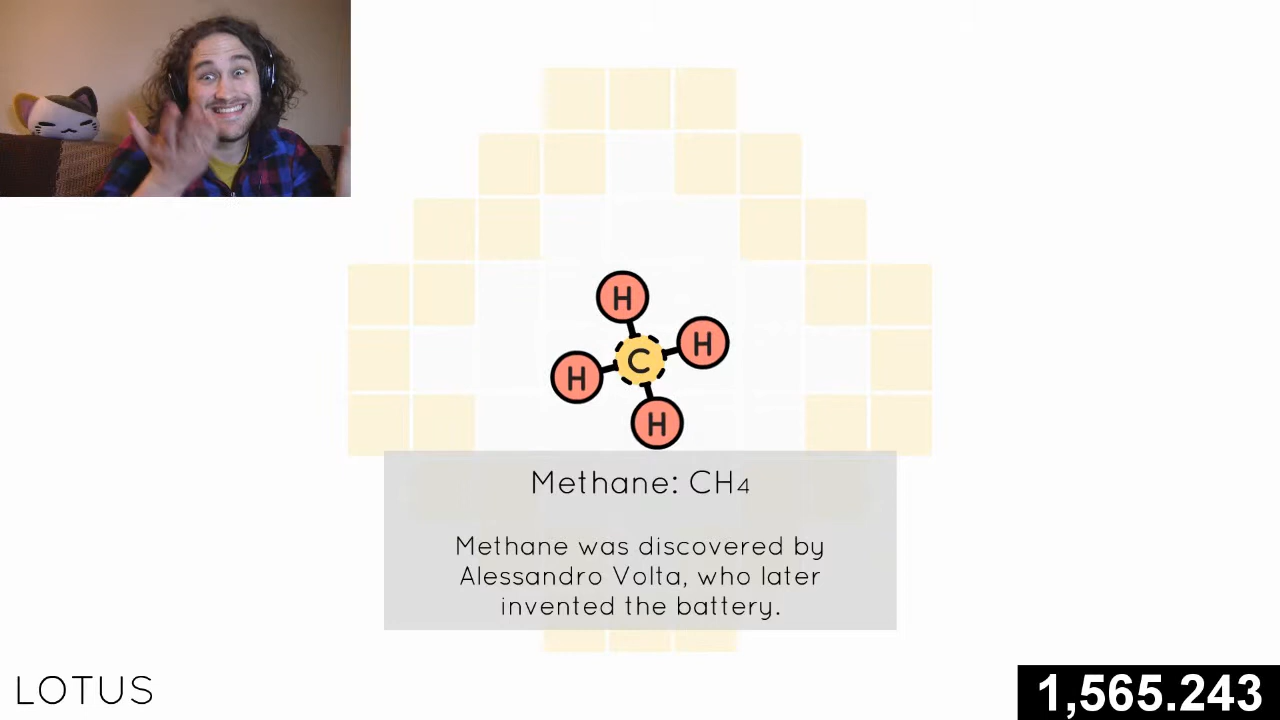 H
H
C
H
H
Methane: CH4
Methane was discovered by
Alessandro Volta, who later
invented the battery.
LOTUS
1,565.243